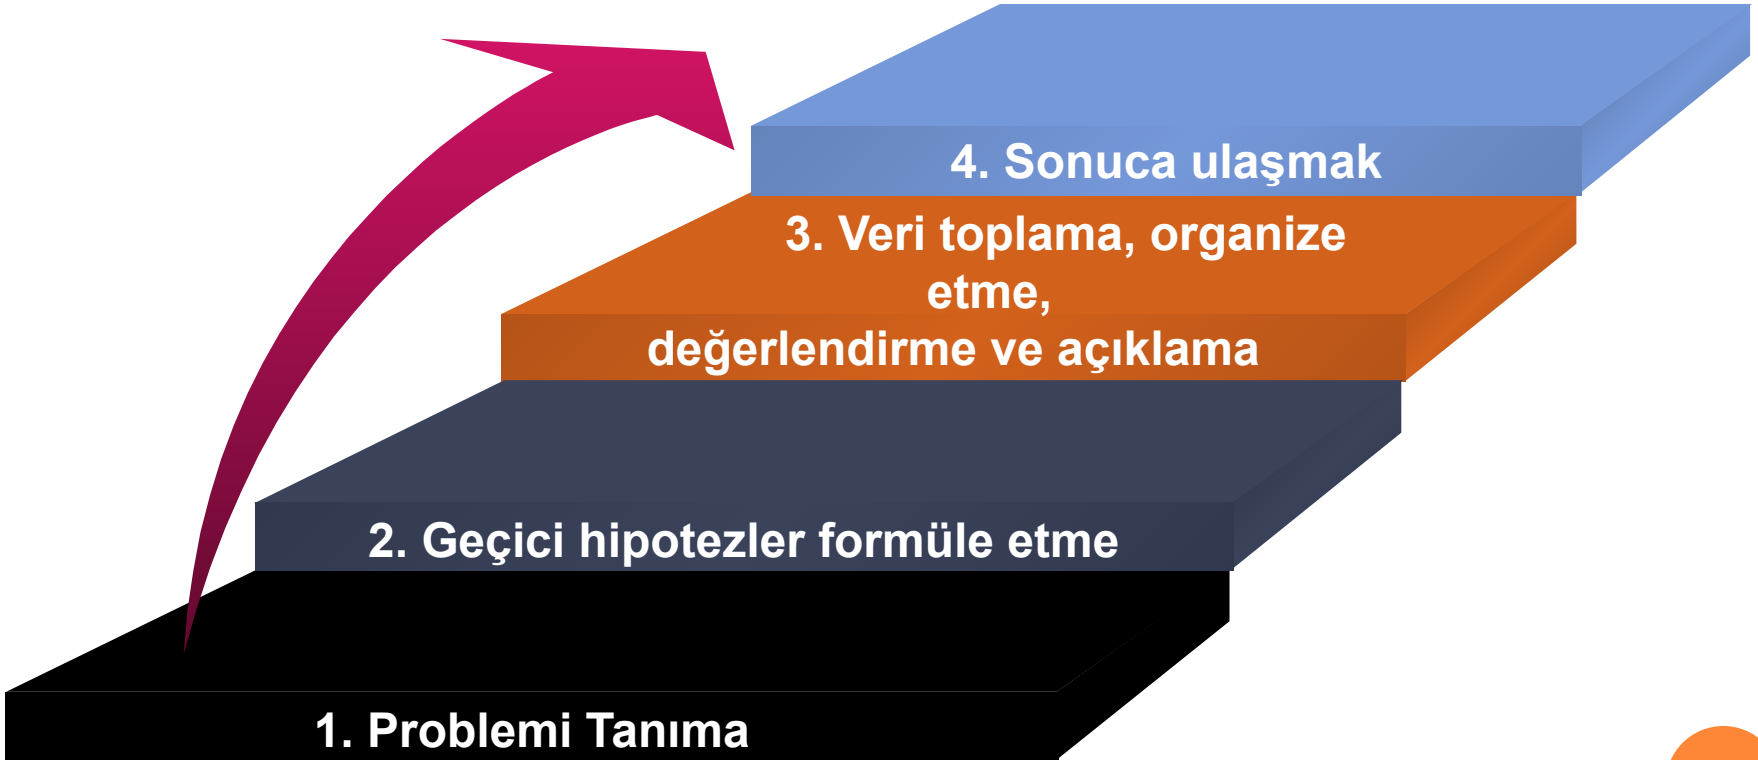 4. Sonuca ulaşmak
3. Veri toplama, organize
etme,
değerlendirme ve açıklama
2. Geçici hipotezler formüle etme
1. Problemi Tanıma